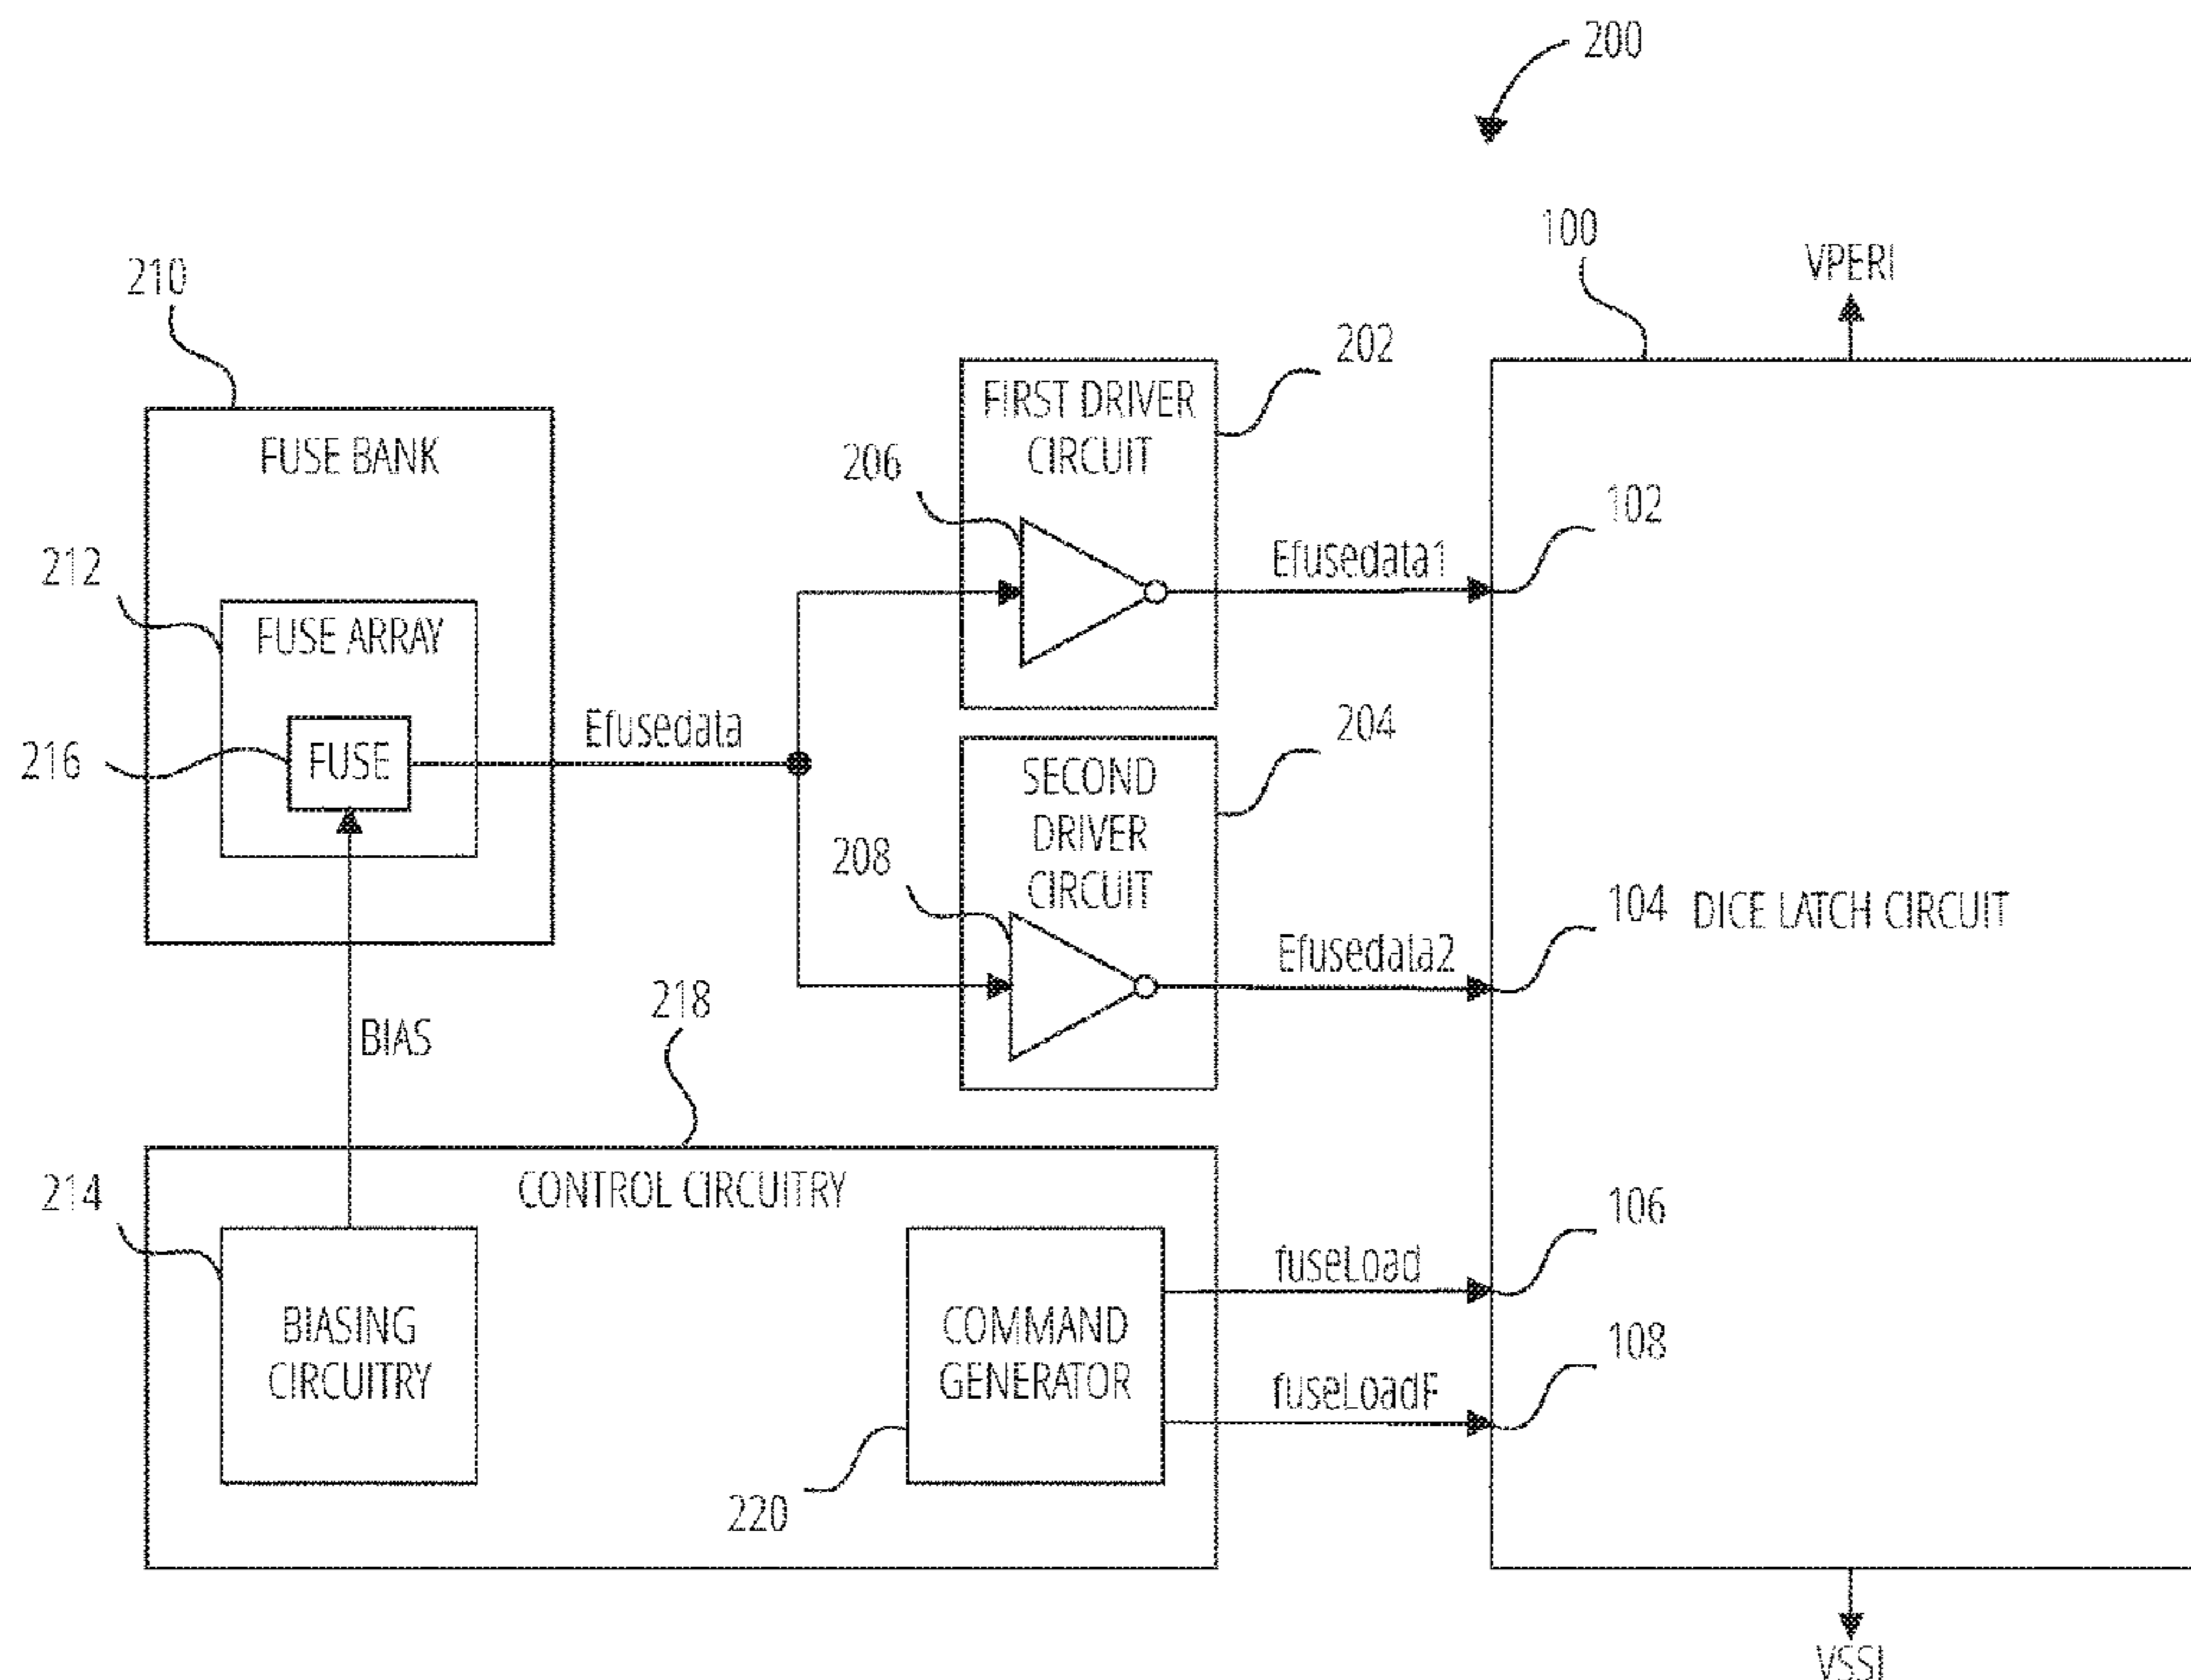 200
100
VPERI
210
202
FIRST DRIVER
CIRCUIT
FUSE BANK
206
102
Efusedata1
212
FUSE ARRAY
204
Efusedata
216
FUSE
SECOND
DRIVER
CIRCUIT
208
104
DICE LATCH CIRCUIT
Efusedata2
218
BIAS
214
CONTROL CIRCUITRY
106
fuseLoad
BIASING
CIRCUITRY
COMMAND
GENERATOR
108
fuseLoadF
220
VSSI